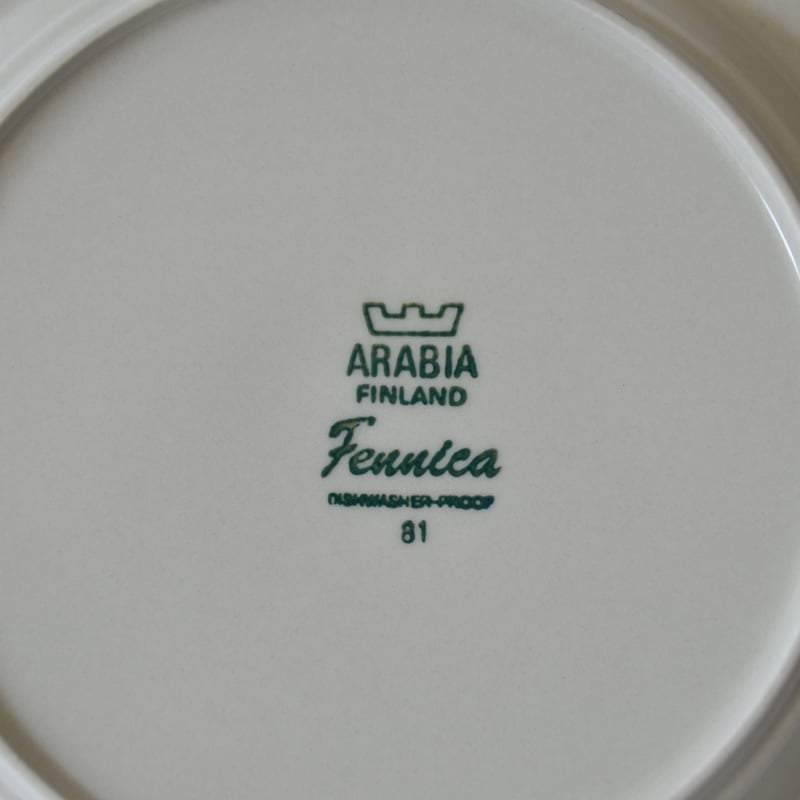 ARABIA
FINLAND
Fennica
DISHWASHER PROOF
81